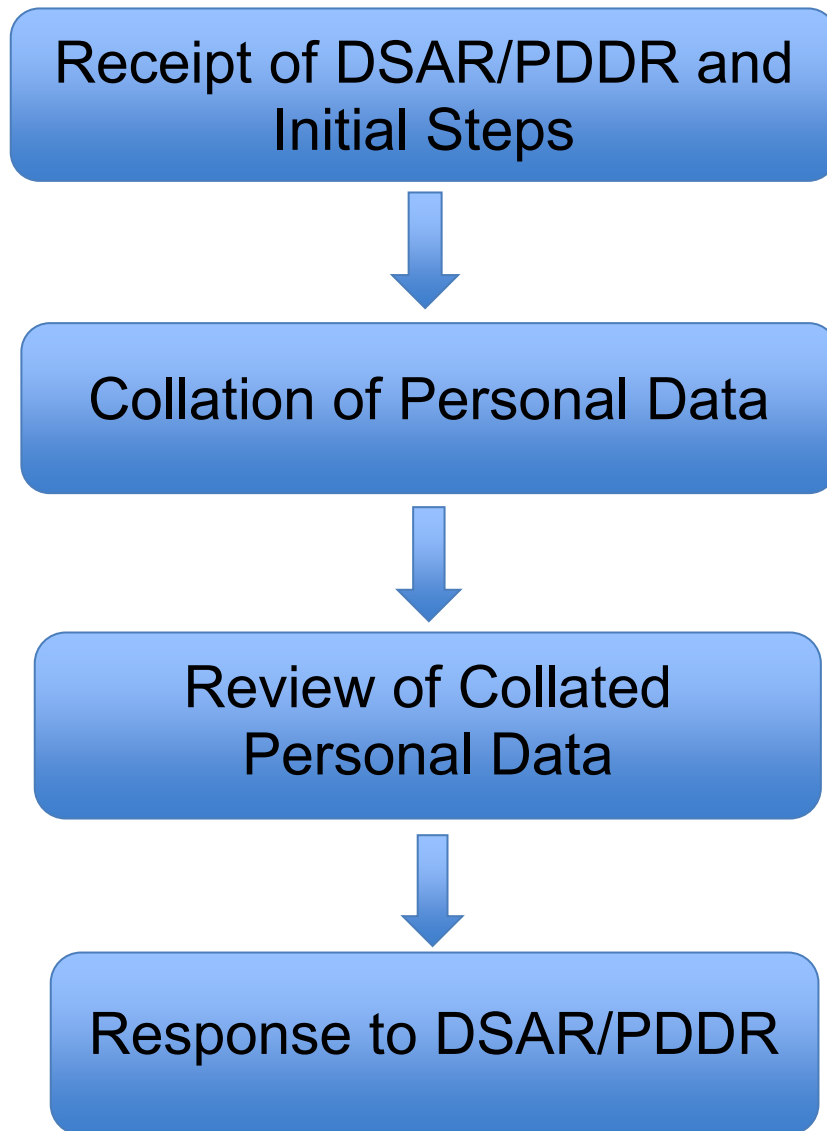 Receipt of DSAR/PDDR and
Initial Steps
Collation of Personal Data
Review of Collated
Personal Data
Response to DSAR/PDDR